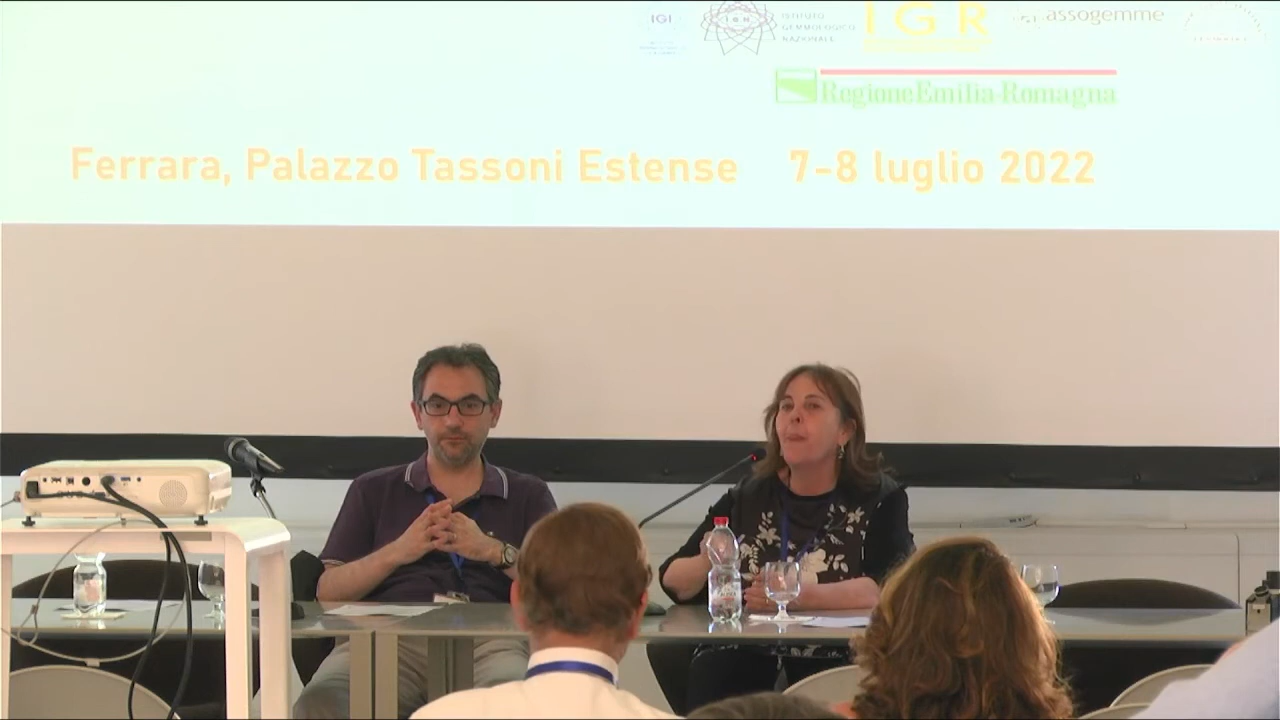 IGI
I.G.N.
ISTITUTO
GEMMOLOGICO
NAZIONALE
IGR
assogemme
RegioneEmilia-Romagna
Ferrara, Palazzo Tassoni Estense 7-8 luglio 2022